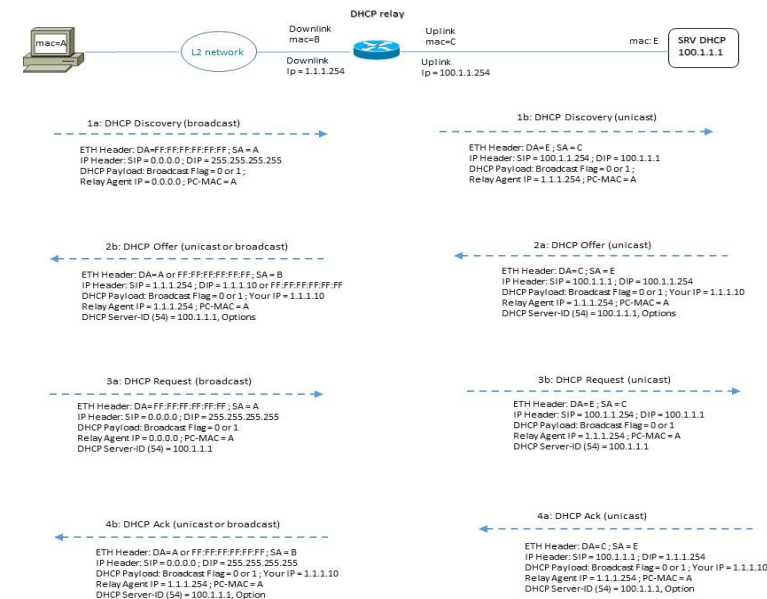 DHCP relay
mac=A
L2 network
Downlink
mac=B
Downlink
Ip = 1.1.1.254
Uplink
mac=C
Uplink
Ip = 100.1.1.254
mac: E
SRV DHCP
100.1.1.1
1a: DHCP Discovery (broadcast)
ETH Header: DA=FF:FF:FF:FF:FF:FF ; SA = A
IP Header: SIP = 0.0.0.0 ; DIP = 255.255.255.255
DHCP Payload: Broadcast Flag = 0 or 1 ;
Relay Agent IP = 0.0.0.0 ; PC-MAC = A
1b: DHCP Discovery (unicast)
ETH Header: DA=E ; SA = C
IP Header: SIP = 100.1.1.254 ; DIP = 100.1.1.1
DHCP Payload: Broadcast Flag = 0 or 1 ;
Relay Agent IP = 1.1.1.254 ; PC-MAC = A
2b: DHCP Offer (unicast or broadcast)
ETH Header: DA=A or FF:FF:FF:FF:FF:FF ; SA = B
IP Header: SIP = 1.1.1.254 ; DIP = 1.1.1.10 or FF:FF:FF:FF:FF:FF
DHCP Payload: Broadcast Flag = 0 or 1 ; Your IP = 1.1.1.10
Relay Agent IP = 1.1.1.254 ; PC-MAC = A
DHCP Server-ID (54) = 100.1.1.1, Options
2a: DHCP Offer (unicast)
ETH Header: DA=C ; SA = E
IP Header: SIP = 100.1.1.1 ; DIP = 100.1.1.254
DHCP Payload: Broadcast Flag = 0 or 1 ; Your IP = 1.1.1.10
Relay Agent IP = 1.1.1.254 ; PC-MAC = A
DHCP Server-ID (54) = 100.1.1.1, Options
3a: DHCP Request (broadcast)
ETH Header: DA=FF:FF:FF:FF:FF:FF ; SA = A
IP Header: SIP = 0.0.0.0 ; DIP = 255.255.255.255
DHCP Payload: Broadcast Flag = 0 or 1
Relay Agent IP = 0.0.0.0 ; PC-MAC = A
DHCP Server-ID (54) = 100.1.1.1
3b: DHCP Request (unicast)
ETH Header: DA=E ; SA = C
IP Header: SIP = 100.1.1.254 ; DIP = 100.1.1.1
DHCP Payload: Broadcast Flag = 0 or 1
Relay Agent IP = 1.1.1.254 ; PC-MAC = A
DHCP Server-ID (54) = 100.1.1.1
4b: DHCP Ack (unicast or broadcast)
ETH Header: DA=A or FF:FF:FF:FF:FF:FF ; SA = B
IP Header: SIP = 0.0.0.0 ; DIP = 255.255.255.255
DHCP Payload: Broadcast Flag = 0 or 1 ; Your IP = 1.1.1.10
Relay Agent IP = 1.1.1.254 ; PC-MAC = A
DHCP Server-ID (54) = 100.1.1.1, Option
4a: DHCP Ack (unicast)
ETH Header: DA=C ; SA = E
IP Header: SIP = 100.1.1.1 ; DIP = 1.1.1.254
DHCP Payload: Broadcast Flag = 0 or 1 ; Your IP = 1.1.1.10
Relay Agent IP = 1.1.1.254 ; PC-MAC = A
DHCP Server-ID (54) = 100.1.1.1, Option